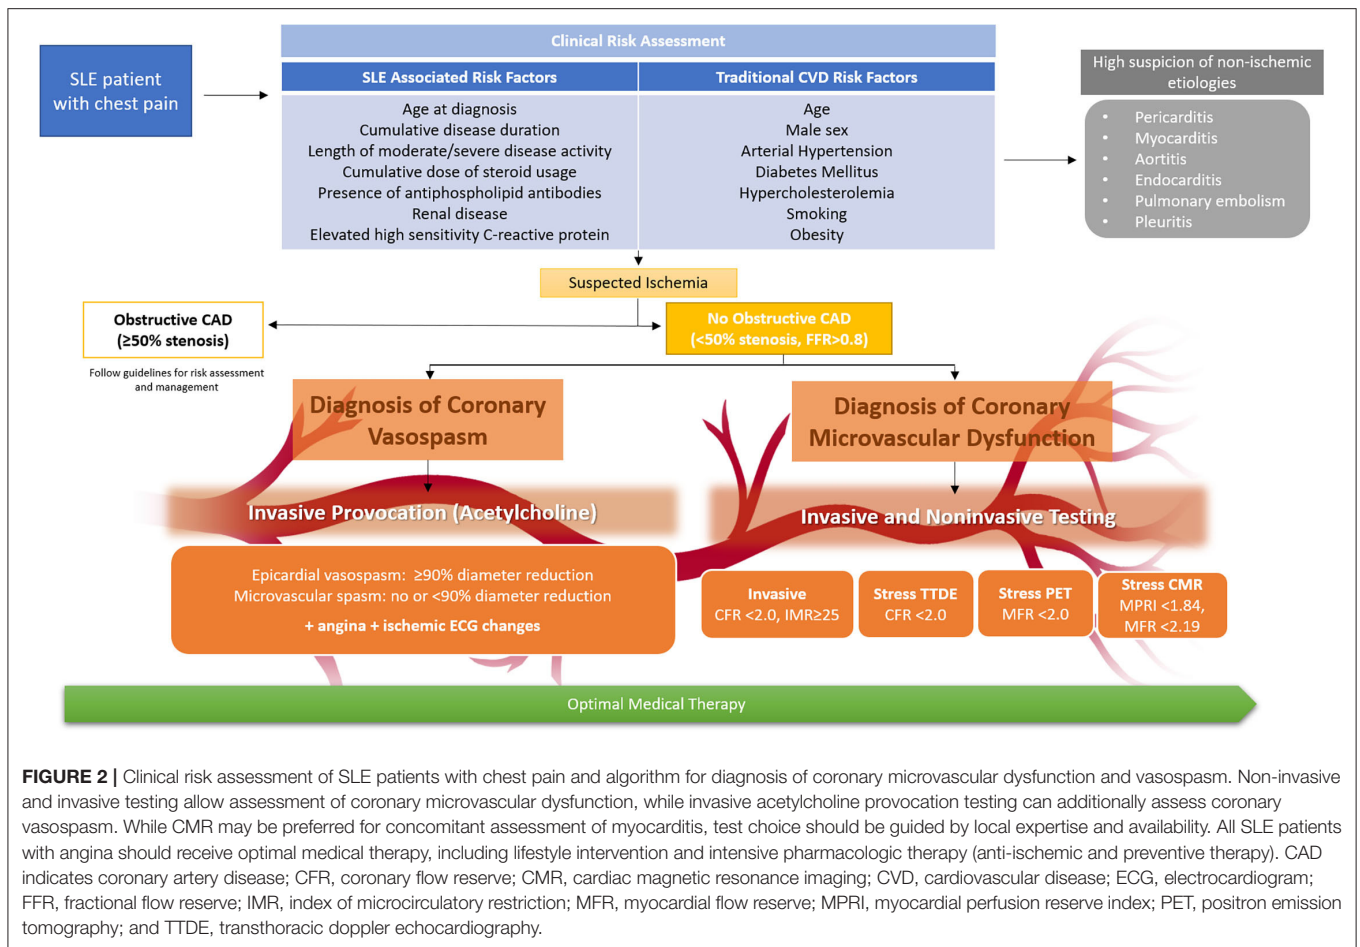 SLE patient
with chest pain
Clinical Risk Assessment
SLE Associated Risk Factors
Age at diagnosis
Cumulative disease duration
Length of moderate/severe disease activity
Cumulative dose of steroid usage
Presence of antiphospholipid antibodies
Renal disease
Elevated high sensitivity C-reactive protein
Traditional CVD Risk Factors
Age
Male sex
Arterial Hypertension
Diabetes Mellitus
Hypercholesterolemia
Smoking
Obesity
High suspicion of non-ischemic
etiologies
• Pericarditis
• Myocarditis
• Aortitis
• Endocarditis
• Pulmonary embolism
• Pleuritis
Suspected Ischemia
Obstructive CAD
(≥50% stenosis)
Follow guidelines for risk assessment
and management
No Obstructive CAD
(<50% stenosis, FFR>0.8)
Diagnosis of Coronary
Vasospasm
Invasive Provocation (Acetylcholine)
Epicardial vasospasm: ≥90% diameter reduction
Microvascular spasm: no or <90% diameter reduction
+ angina + ischemic ECG changes
Diagnosis of Coronary
Microvascular Dysfunction
Invasive and Noninvasive Testing
Invasive
CFR <2.0, IMR≥25
Stress TTDE
CFR <2.0
Stress PET
MFR <2.0
Stress CMR
MPRI <1.84,
MFR <2.19
Optimal Medical Therapy
FIGURE 2 | Clinical risk assessment of SLE patients with chest pain and algorithm for diagnosis of coronary microvascular dysfunction and vasospasm. Non-invasive
and invasive testing allow assessment of coronary microvascular dysfunction, while invasive acetylcholine provocation testing can additionally assess coronary
vasospasm. While CMR may be preferred for concomitant assessment of myocarditis, test choice should be guided by local expertise and availability. All SLE patients
with angina should receive optimal medical therapy, including lifestyle intervention and intensive pharmacologic therapy (anti-ischemic and preventive therapy). CAD
indicates coronary artery disease; CFR, coronary flow reserve; CMR, cardiac magnetic resonance imaging; CVD, cardiovascular disease; ECG, electrocardiogram;
FFR, fractional flow reserve; IMR, index of microcirculatory restriction; MFR, myocardial flow reserve; MPRI, myocardial perfusion reserve index; PET, positron emission
tomography; and TTDE, transthoracic doppler echocardiography.